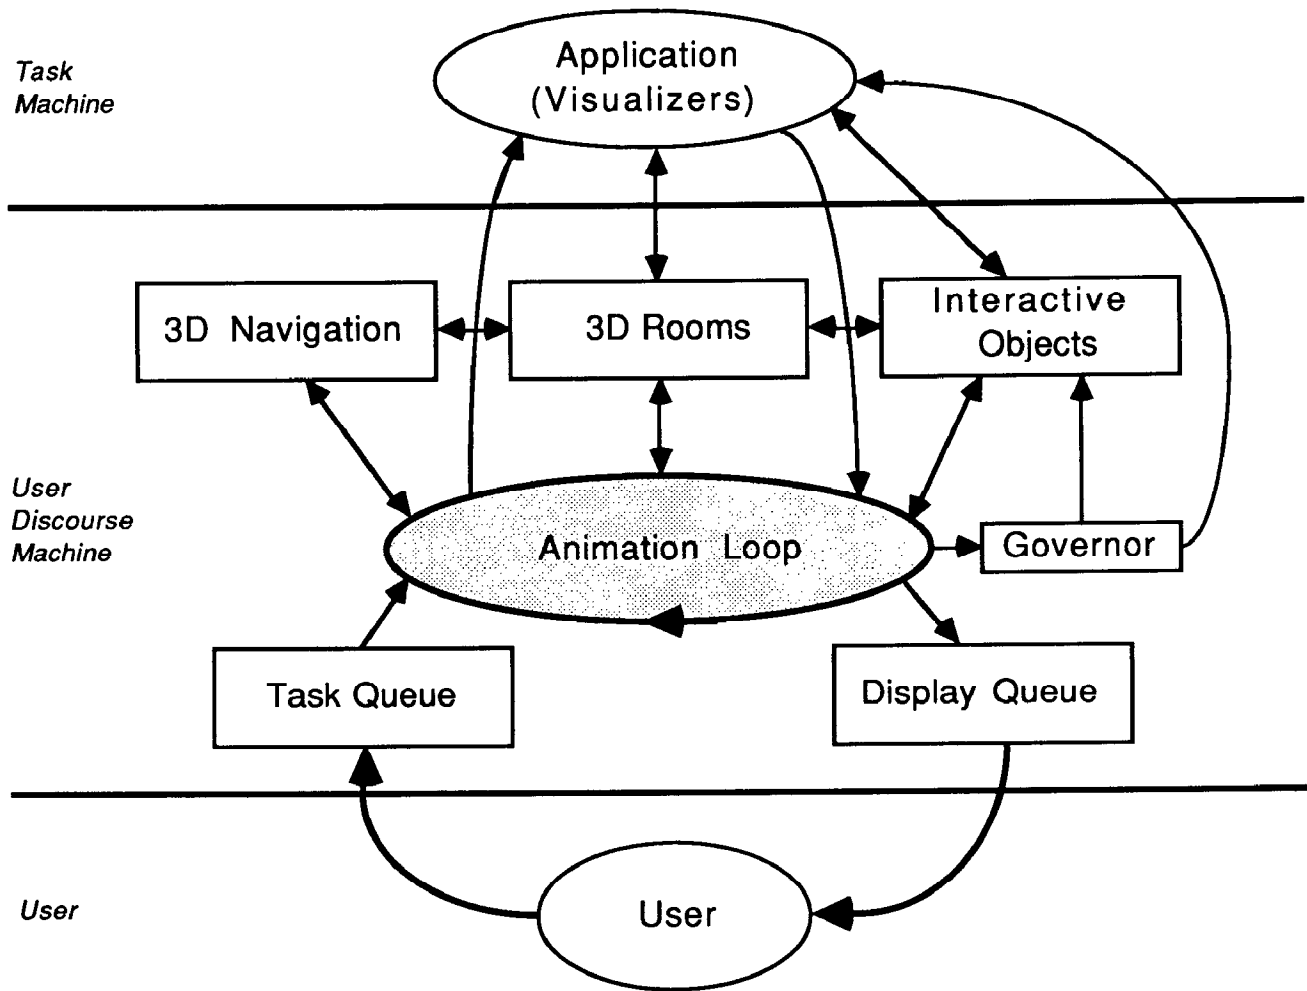 Task
Machine
Application
(Visualizers)
3D Navigation
3D Rooms
Interactive
Objects
User
Discourse
Machine
Animation Loop
Governor
Task Queue
Display Queue
User
User